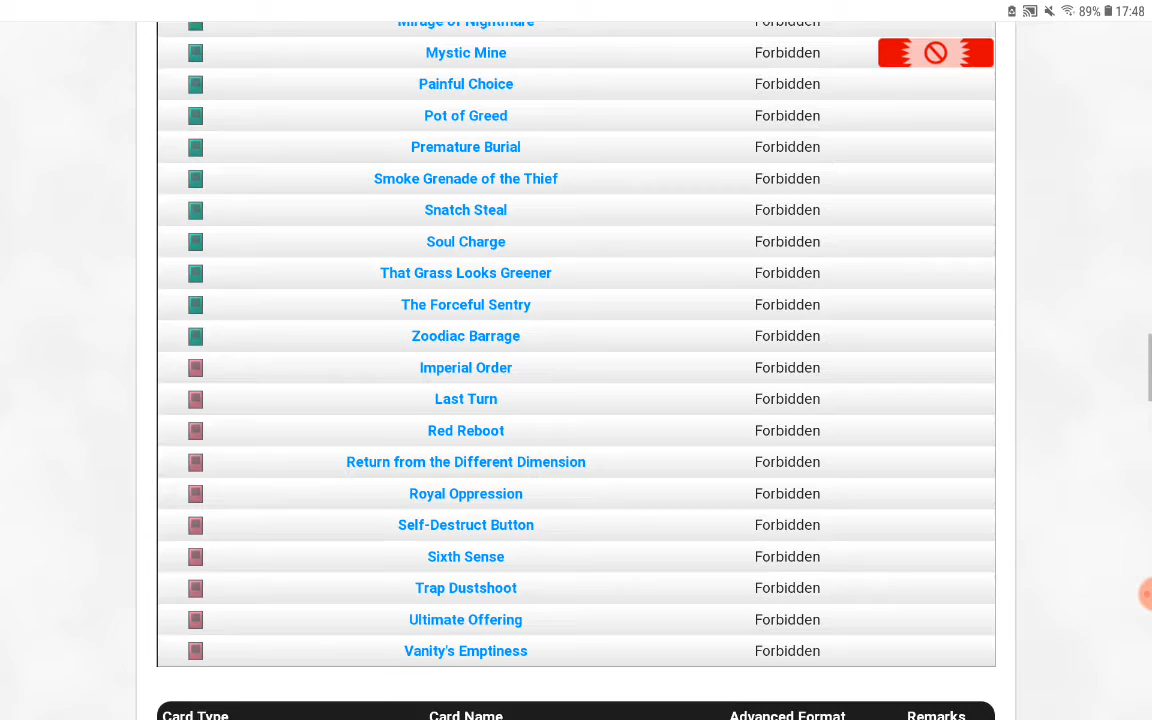 89% 17:48
Mirage of Nightmare Forbidden
Mystic Mine Forbidden
Painful Choice Forbidden
Pot of Greed Forbidden
Premature Burial Forbidden
Smoke Grenade of the Thief Forbidden
Snatch Steal Forbidden
Soul Charge Forbidden
That Grass Looks Greener Forbidden
The Forceful Sentry Forbidden
Zoodiac Barrage Forbidden
Imperial Order Forbidden
Last Turn Forbidden
Red Reboot Forbidden
Return from the Different Dimension Forbidden
Royal Oppression Forbidden
Self-Destruct Button Forbidden
Sixth Sense Forbidden
Trap Dustshoot Forbidden
Ultimate Offering Forbidden
Vanity's Emptiness Forbidden
Card Type Card Name Advanced Format Remarks